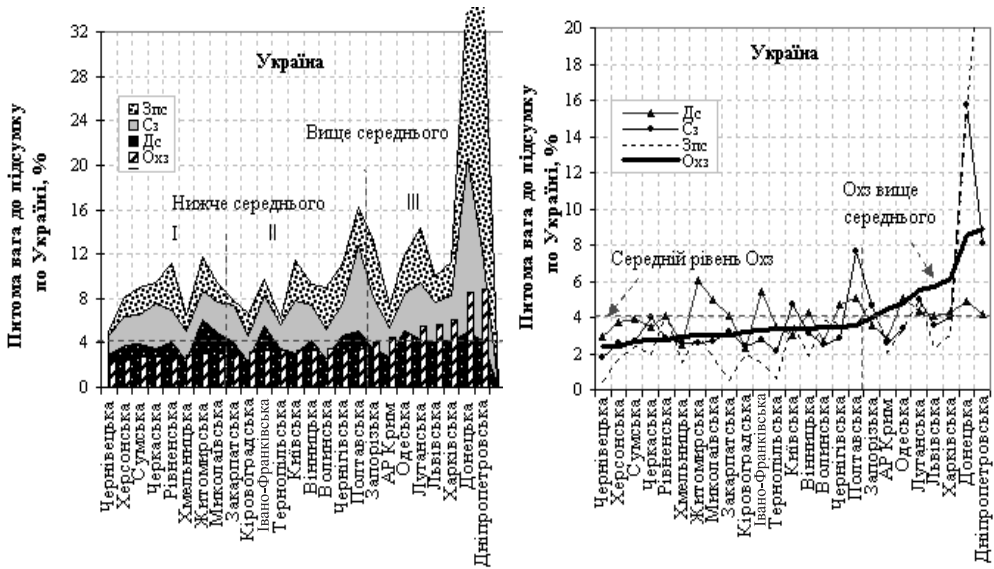 Питома вага до підсумку
по Україні, %
32
28
24
20
16
12
8
4
0
Україна
Зпс
Сз
Дс
Охз
Вище середнього
Нижче середнього
I
II
III
Чернівецька
Херсонська
Сумська
Черкаська
Рівненська
Хмельницька
Житомирська
Миколаївська
Закарпатська
Кіровоградська
Івано-Франківська
Тернопільська
Київська
Вінницька
Волинська
Чернігівська
Полтавська
Запорізька
АР Крим
Одеська
Луганська
Львівська
Харківська
Донецька
Дніпропетровська
Питома вага до підсумку
по Україні, %
20
18
16
14
12
10
8
6
4
2
0
Україна
Дс
Сз
Зпс
Охз
Охз вище
середнього
Середній рівень Охз
Чернівецька
Херсонська
Сумська
Черкаська
Рівненська
Хмельницька
Житомирська
Миколаївська
Закарпатська
Кіровоградська
Івано-Франківська
Тернопільська
Київська
Вінницька
Волинська
Чернігівська
Полтавська
Запорізька
АР Крим
Одеська
Луганська
Львівська
Харківська
Донецька
Дніпропетровська